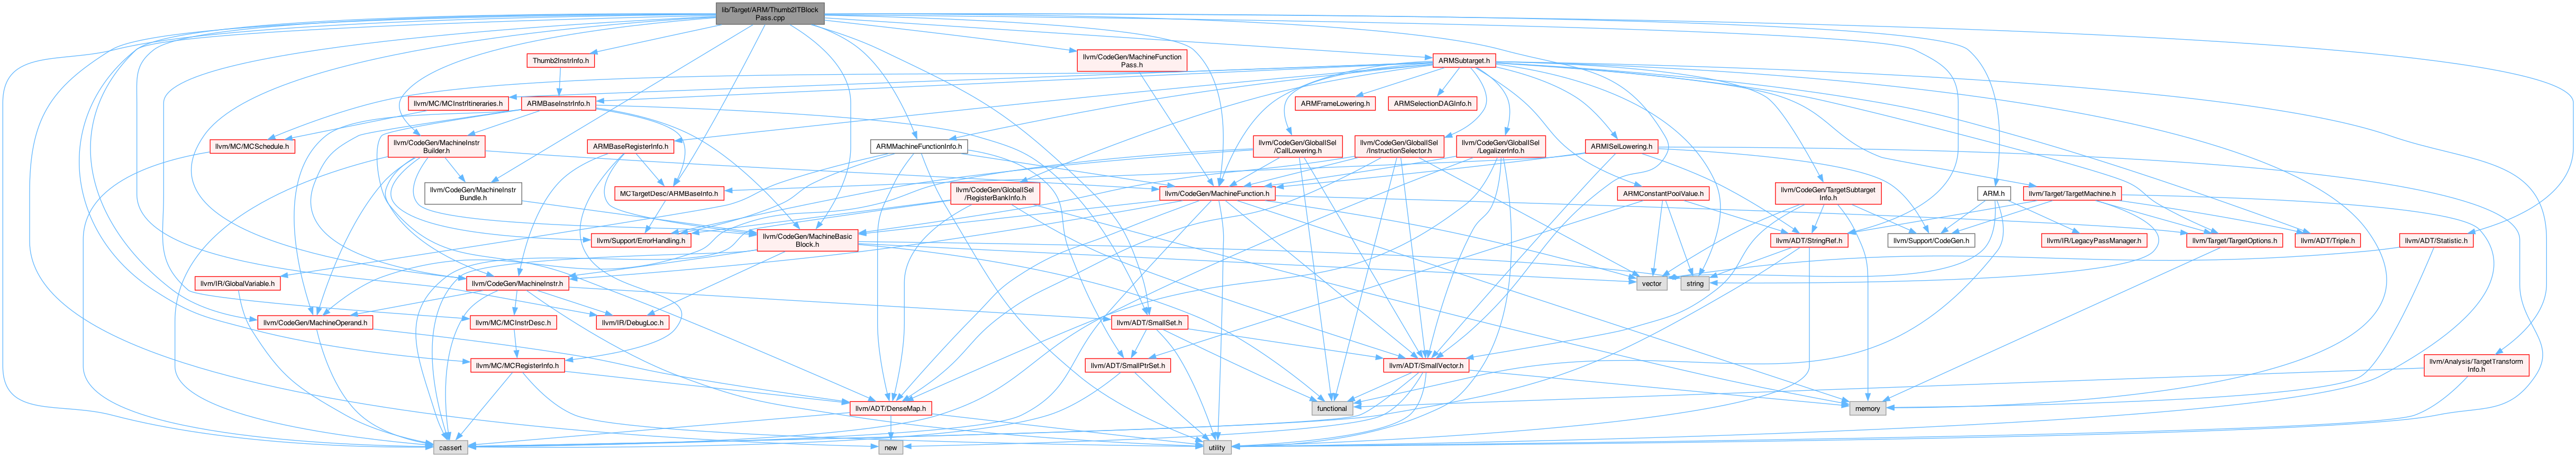 lib/Target/ARM/Thumb2ITBlock
Pass.cpp
Thumb2InstrInfo.h
llvm/CodeGen/MachineFunction
Pass.h
ARMSubtarget.h
llvm/MC/MCInstrItineraries.h
ARMBaseInstrInfo.h
ARMFrameLowering.h
ARMSelectionDAGInfo.h
llvm/MC/MCSchedule.h
llvm/CodeGen/MachineInstr
Builder.h
ARMBaseRegisterInfo.h
ARMMachineFunctionInfo.h
llvm/CodeGen/GlobalISel
/CallLowering.h
llvm/CodeGen/GlobalISel
/InstructionSelector.h
llvm/CodeGen/GlobalISel
/LegalizerInfo.h
ARMISelLowering.h
llvm/CodeGen/MachineInstr
Bundle.h
MCTargetDesc/ARMBaseInfo.h
llvm/CodeGen/GlobalISel
/RegisterBankInfo.h
llvm/CodeGen/MachineFunction.h
ARMConstantPoolValue.h
llvm/CodeGen/TargetSubtarget
Info.h
ARM.h
llvm/Target/TargetMachine.h
llvm/Support/ErrorHandling.h
llvm/CodeGen/MachineBasic
Block.h
llvm/ADT/StringRef.h
llvm/Support/CodeGen.h
llvm/IR/LegacyPassManager.h
llvm/Target/TargetOptions.h
llvm/ADT/Triple.h
llvm/ADT/Statistic.h
llvm/IR/GlobalVariable.h
llvm/CodeGen/MachineInstr.h
vector
string
llvm/CodeGen/MachineOperand.h
llvm/MC/MCInstrDesc.h
llvm/IR/DebugLoc.h
llvm/ADT/SmallSet.h
llvm/MC/MCRegisterInfo.h
llvm/ADT/SmallPtrSet.h
llvm/ADT/SmallVector.h
llvm/Analysis/TargetTransform
Info.h
llvm/ADT/DenseMap.h
functional
memory
cassert
new
utility